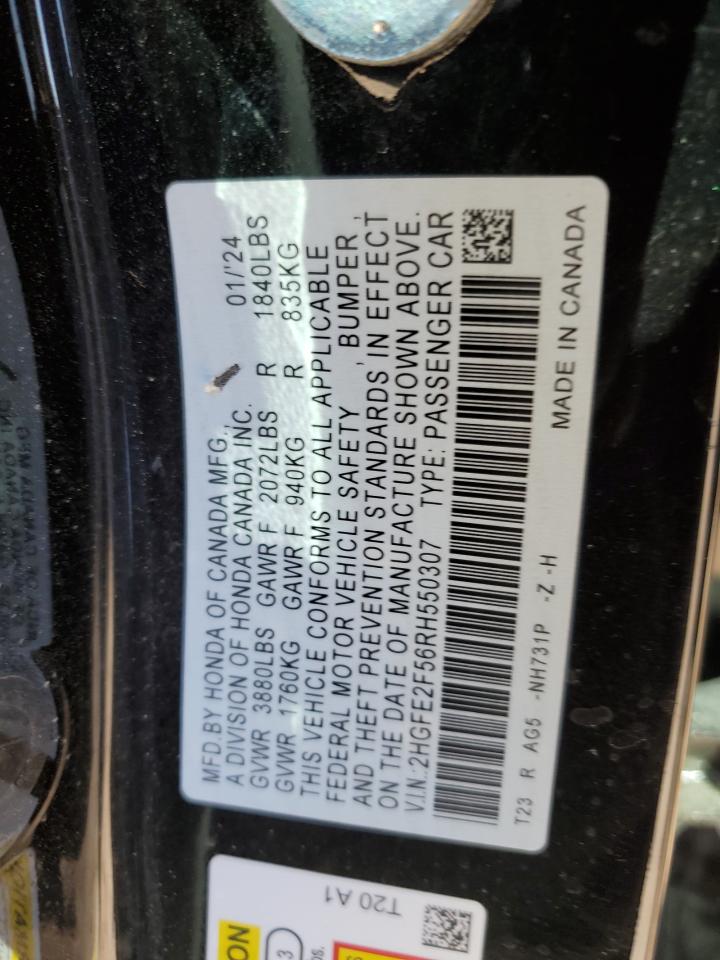 MFD.BY HONDA OF CANADA MFG.,
A DIVISION OF HONDA CANADA INC. 01/'24
GVWR 3880LBS GAWR F 2072LBS R 1840LBS
GVWR 1760KG GAWR F 940KG R 835KG
THIS VEHICLE CONFORMS TO ALL APPLICABLE
FEDERAL MOTOR VEHICLE SAFETY , BUMPER ,
AND THEFT PREVENTION STANDARDS IN EFFECT
ON THE DATE OF MANUFACTURE SHOWN ABOVE.
V.I.N.:2HGFE2F56RH550307 TYPE: PASSENGER CAR
MADE IN CANADA
T23 R AG5 -NH731P -Z -H
T20 A1
ON
3